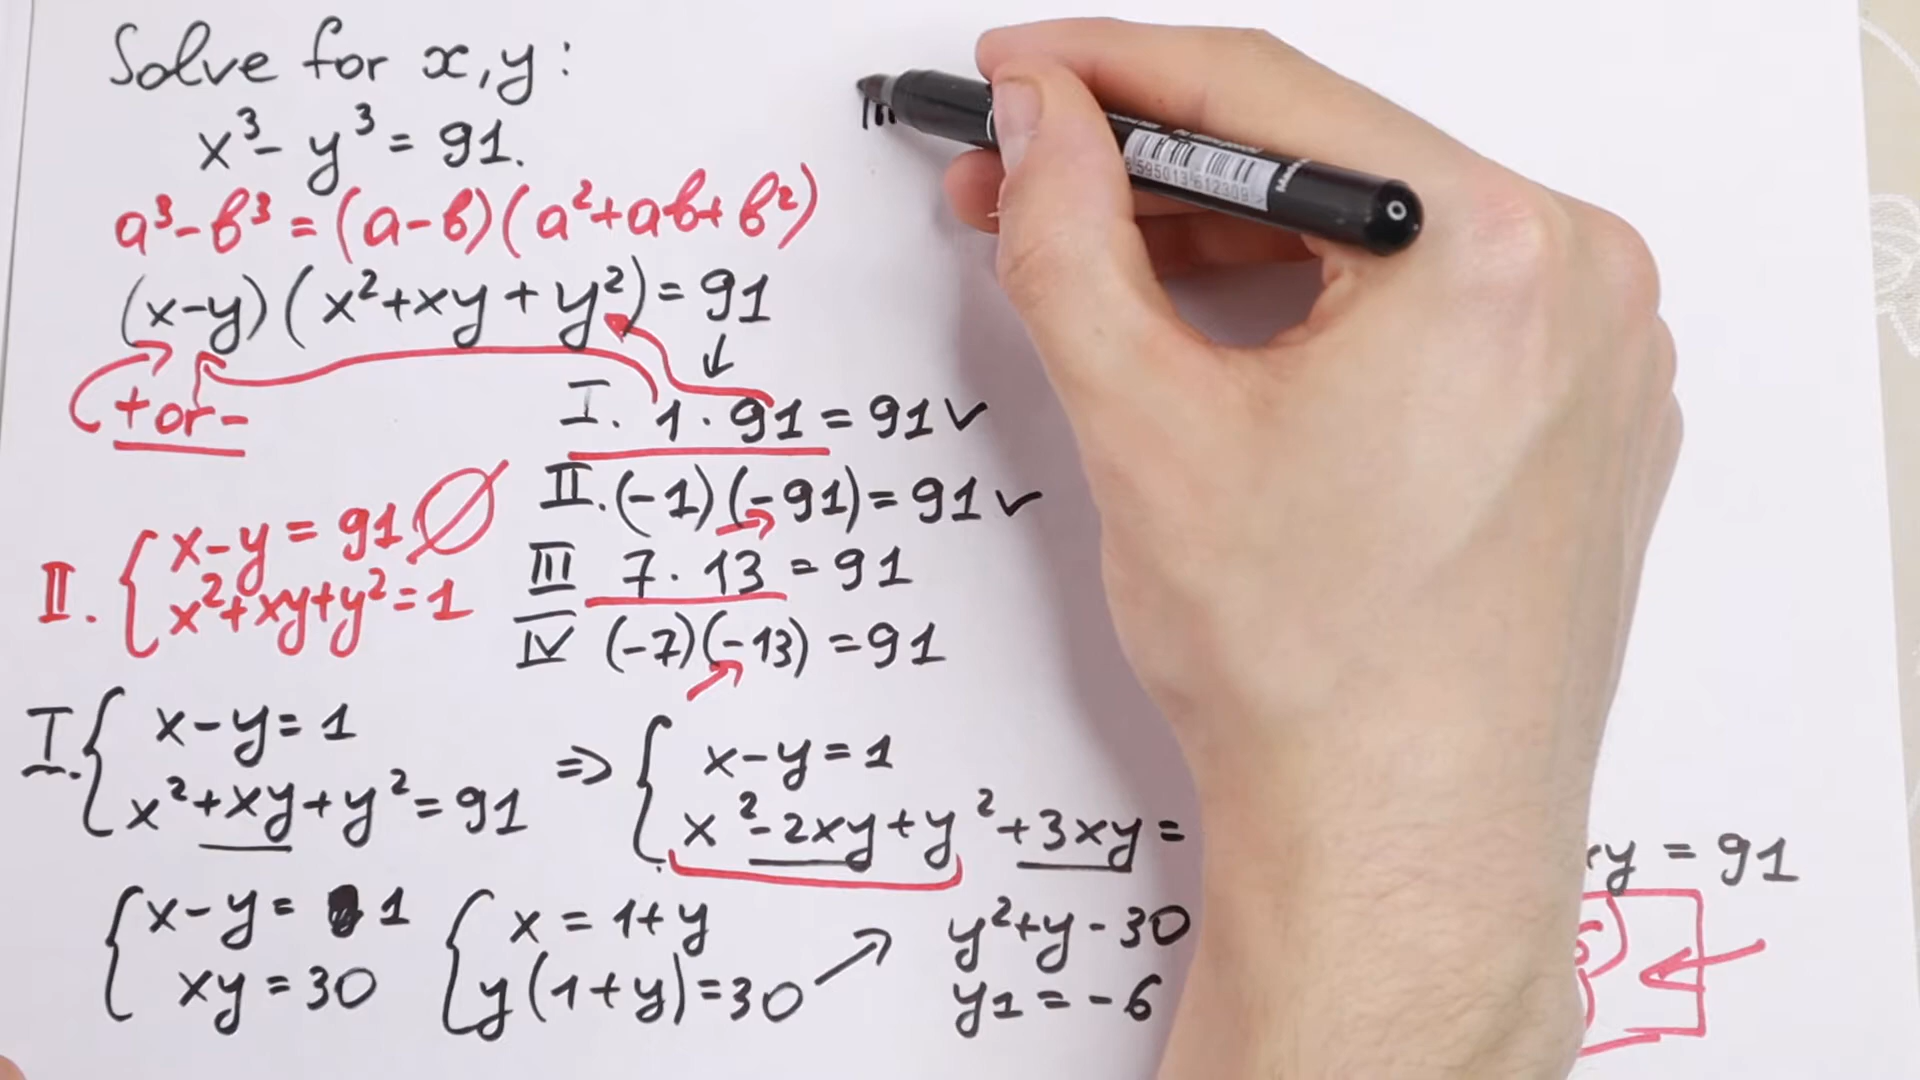 Solve for x, y:
x³ - y³ = 91.
a³ - b³ = (a - b)(a² + ab + b²)
(x-y)(x²+xy+y²) = 91
+ or -
I. 1 · 91 = 91 ✓
II. (-1)(-91) = 91 ✓
III 7 · 13 = 91
IV (-7)(-13) = 91
II. { x-y = 91 ∅
x²+xy+y² = 1
I. { x-y = 1
x²+xy+y² = 91
=> { x-y = 1
x²-2xy+y²+3xy =
y = 91
{ x-y = 1
xy = 30
{ x = 1+y
y(1+y) = 30
y²+y-30
y1 = -6
8 595013 612309